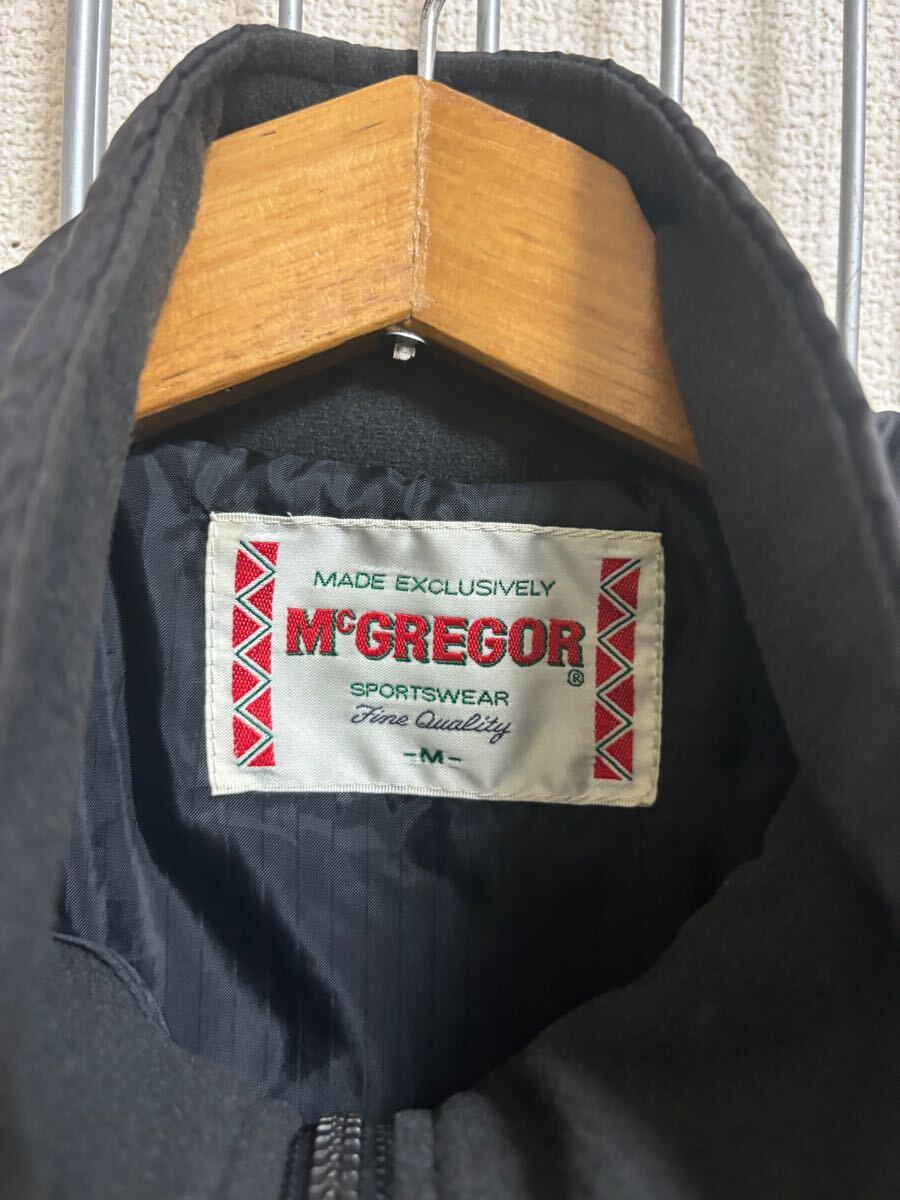 MADE EXCLUSIVELY
McGREGOR®
SPORTSWEAR
Fine Quality
-M-